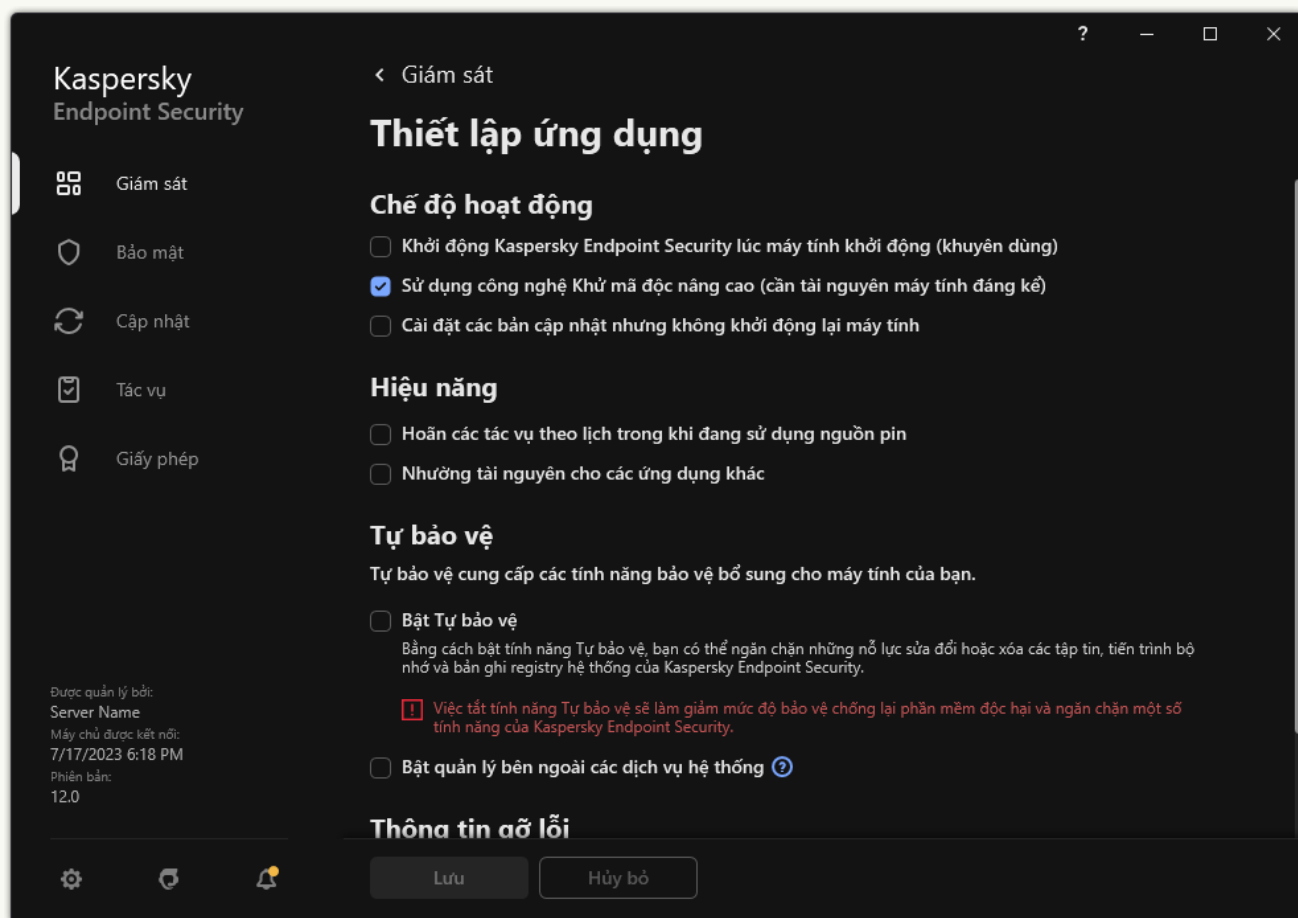 Kaspersky
Endpoint Security
Giám sát
Bảo mật
Cập nhật
Tác vụ
Giấy phép
Được quản lý bởi:
Server Name
Máy chủ được kết nối:
7/17/2023 6:18 PM
Phiên bản:
12.0
Giám sát
Thiết lập ứng dụng
Chế độ hoạt động
Khởi động Kaspersky Endpoint Security lúc máy tính khởi động (khuyên dùng)
Sử dụng công nghệ Khử mã độc nâng cao (cần tài nguyên máy tính đáng kể)
Cài đặt các bản cập nhật nhưng không khởi động lại máy tính
Hiệu năng
Hoãn các tác vụ theo lịch trong khi đang sử dụng nguồn pin
Nhường tài nguyên cho các ứng dụng khác
Tự bảo vệ
Tự bảo vệ cung cấp các tính năng bảo vệ bổ sung cho máy tính của bạn.
Bật Tự bảo vệ
Bằng cách bật tính năng Tự bảo vệ, bạn có thể ngăn chặn những nỗ lực sửa đổi hoặc xóa các tập tin, tiến trình bộ
nhớ và bản ghi registry hệ thống của Kaspersky Endpoint Security.
Việc tắt tính năng Tự bảo vệ sẽ làm giảm mức độ bảo vệ chống lại phần mềm độc hại và ngăn chặn một số
tính năng của Kaspersky Endpoint Security.
Bật quản lý bên ngoài các dịch vụ hệ thống
Thông tin gỡ lỗi
Lưu
Hủy bỏ